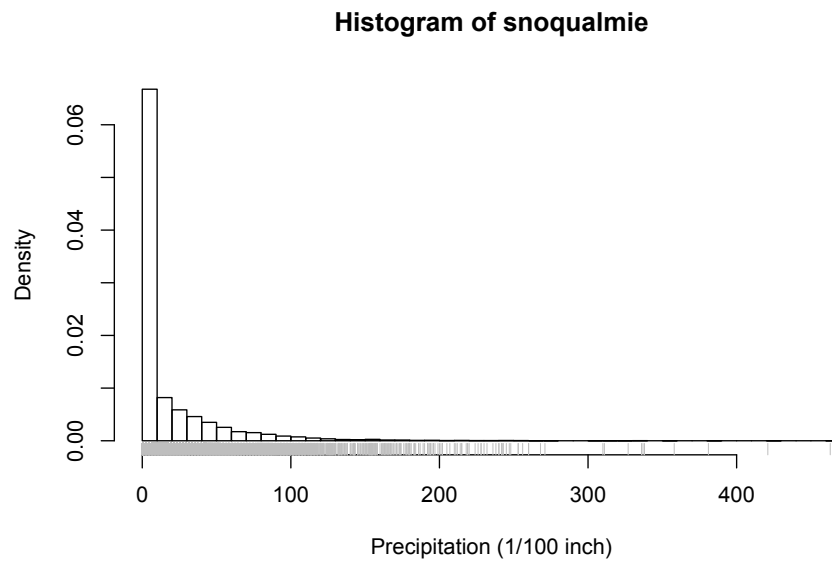 Histogram of snoqualmie
Density
0.06
0.04
0.02
0.00
0 100 200 300 400
Precipitation (1/100 inch)